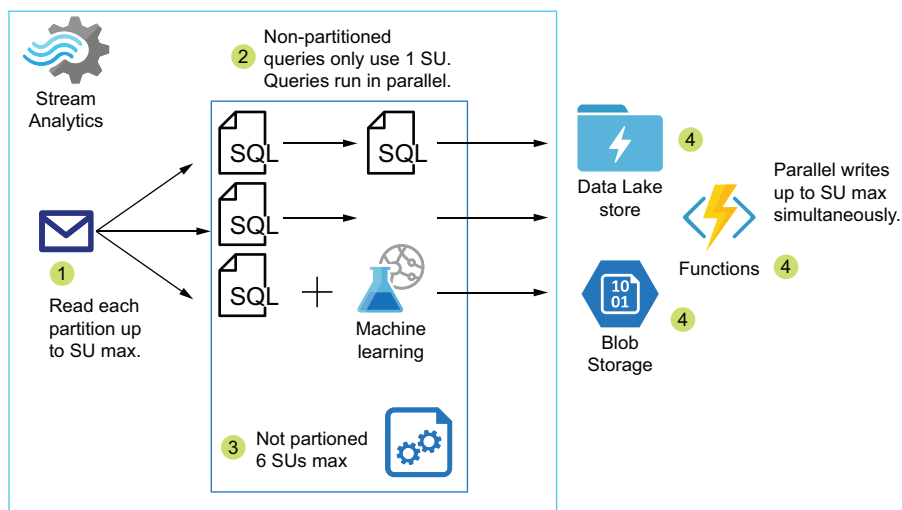 Stream
Analytics
2
Non-partitioned
queries only use 1 SU.
Queries run in parallel.
SQL
SQL
SQL
SQL
1
Read each
partition up
to SU max.
Machine
learning
3
Not partioned
6 SUs max
Data Lake
store
4
Functions
4
Parallel writes
up to SU max
simultaneously.
10
01
Blob
Storage
4